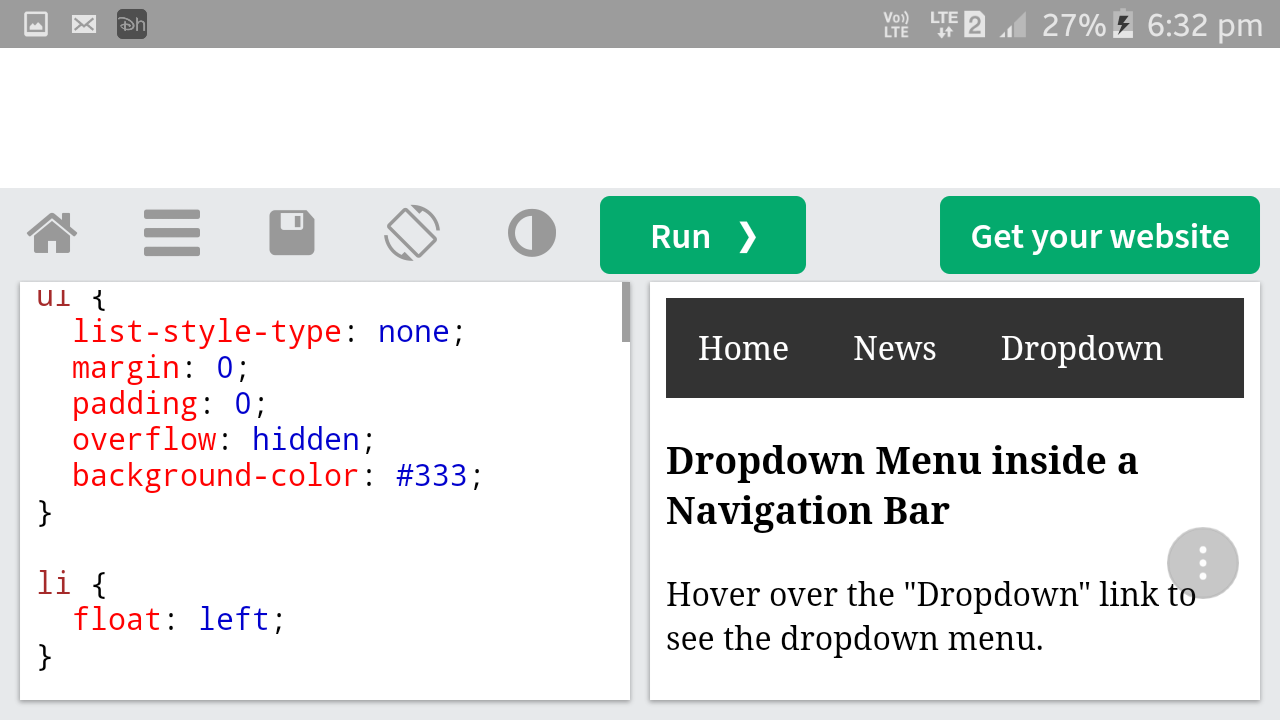 Vo)) LTE LTE 2 27% 6:32 pm
Run ❯ Get your website
ul {
list-style-type: none;
margin: 0;
padding: 0;
overflow: hidden;
background-color: #333;
}
li {
float: left;
}
Home News Dropdown
Dropdown Menu inside a
Navigation Bar
Hover over the "Dropdown" link to
see the dropdown menu.